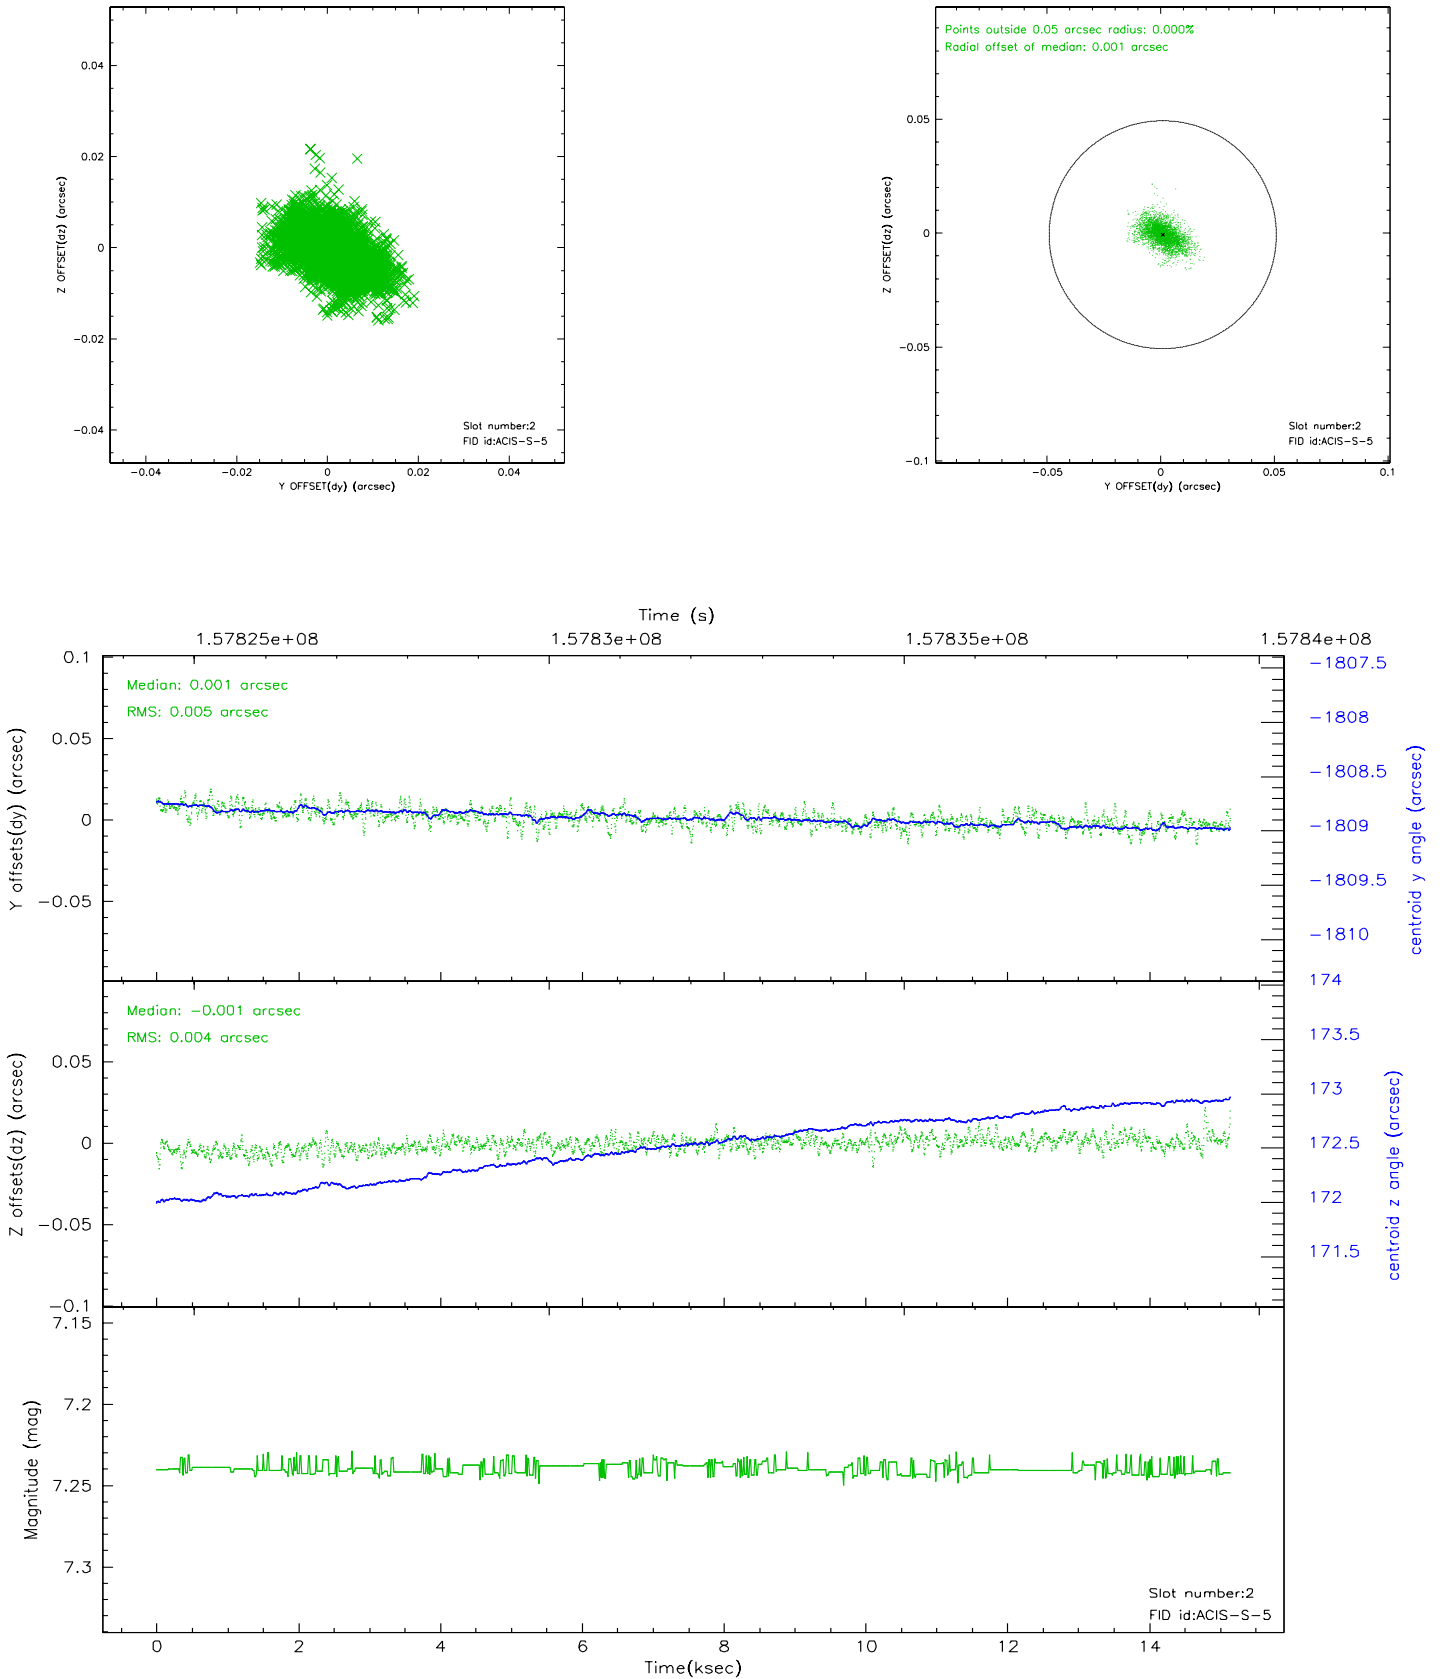 0.04
0.02
0
-0.02
-0.04
Z OFFSET(dz) (arcsec)
Slot number:2
FID id:ACIS-S-5
-0.04 -0.02 0 0.02 0.04
Y OFFSET(dy) (arcsec)
Points outside 0.05 arcsec radius: 0.000%
Radial offset of median: 0.001 arcsec
0.05
0
-0.05
-0.1
Z OFFSET(dz) (arcsec)
Slot number:2
FID id:ACIS-S-5
-0.05 0 0.05 0.1
Y OFFSET(dy) (arcsec)
Time (s)
1.57825e+08 1.5783e+08 1.57835e+08 1.5784e+08
0.1
0.05
0
-0.05
Y offsets(dy) (arcsec)
Median: 0.001 arcsec
RMS: 0.005 arcsec
-1807.5
-1808
-1808.5
-1809
-1809.5
-1810
centroid y angle (arcsec)
0.05
0
-0.05
-0.1
Z offsets(dz) (arcsec)
Median: -0.001 arcsec
RMS: 0.004 arcsec
174
173.5
173
172.5
172
171.5
centroid z angle (arcsec)
7.15
7.2
7.25
7.3
Magnitude (mag)
Slot number:2
FID id:ACIS-S-5
0 2 4 6 8 10 12 14
Time(ksec)